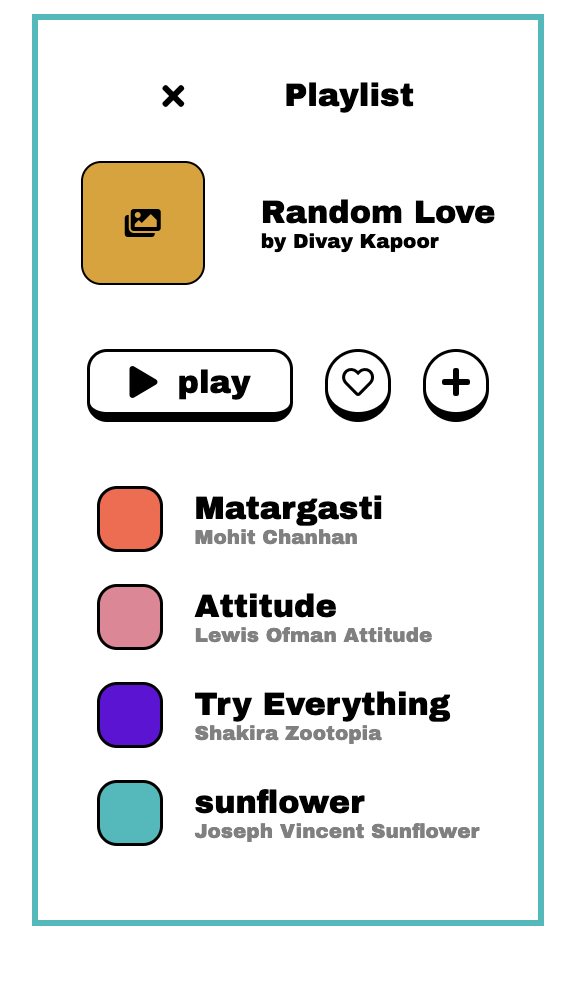 Playlist
Random Love
by Divay Kapoor
play
Matargasti
Mohit Chanhan
Attitude
Lewis Ofman Attitude
Try Everything
Shakira Zootopia
sunflower
Joseph Vincent Sunflower